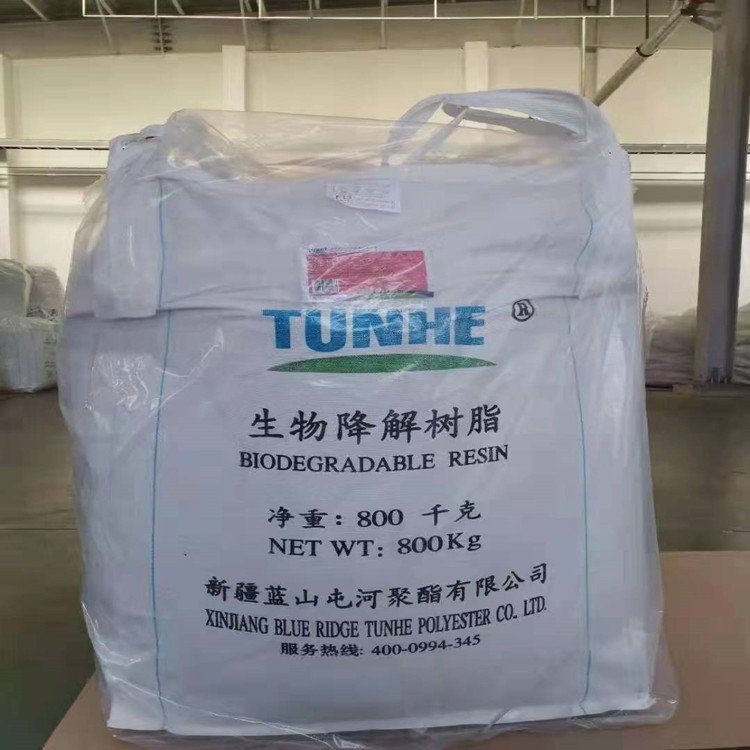 TUNHE ®
生物降解树脂
BIODEGRADABLE RESIN
净重：800 千克
NET WT: 800Kg
新疆蓝山屯河聚酯有限公司
XINJIANG BLUE RIDGE TUNHE POLYESTER CO., LTD.
服务热线: 400-0994-345